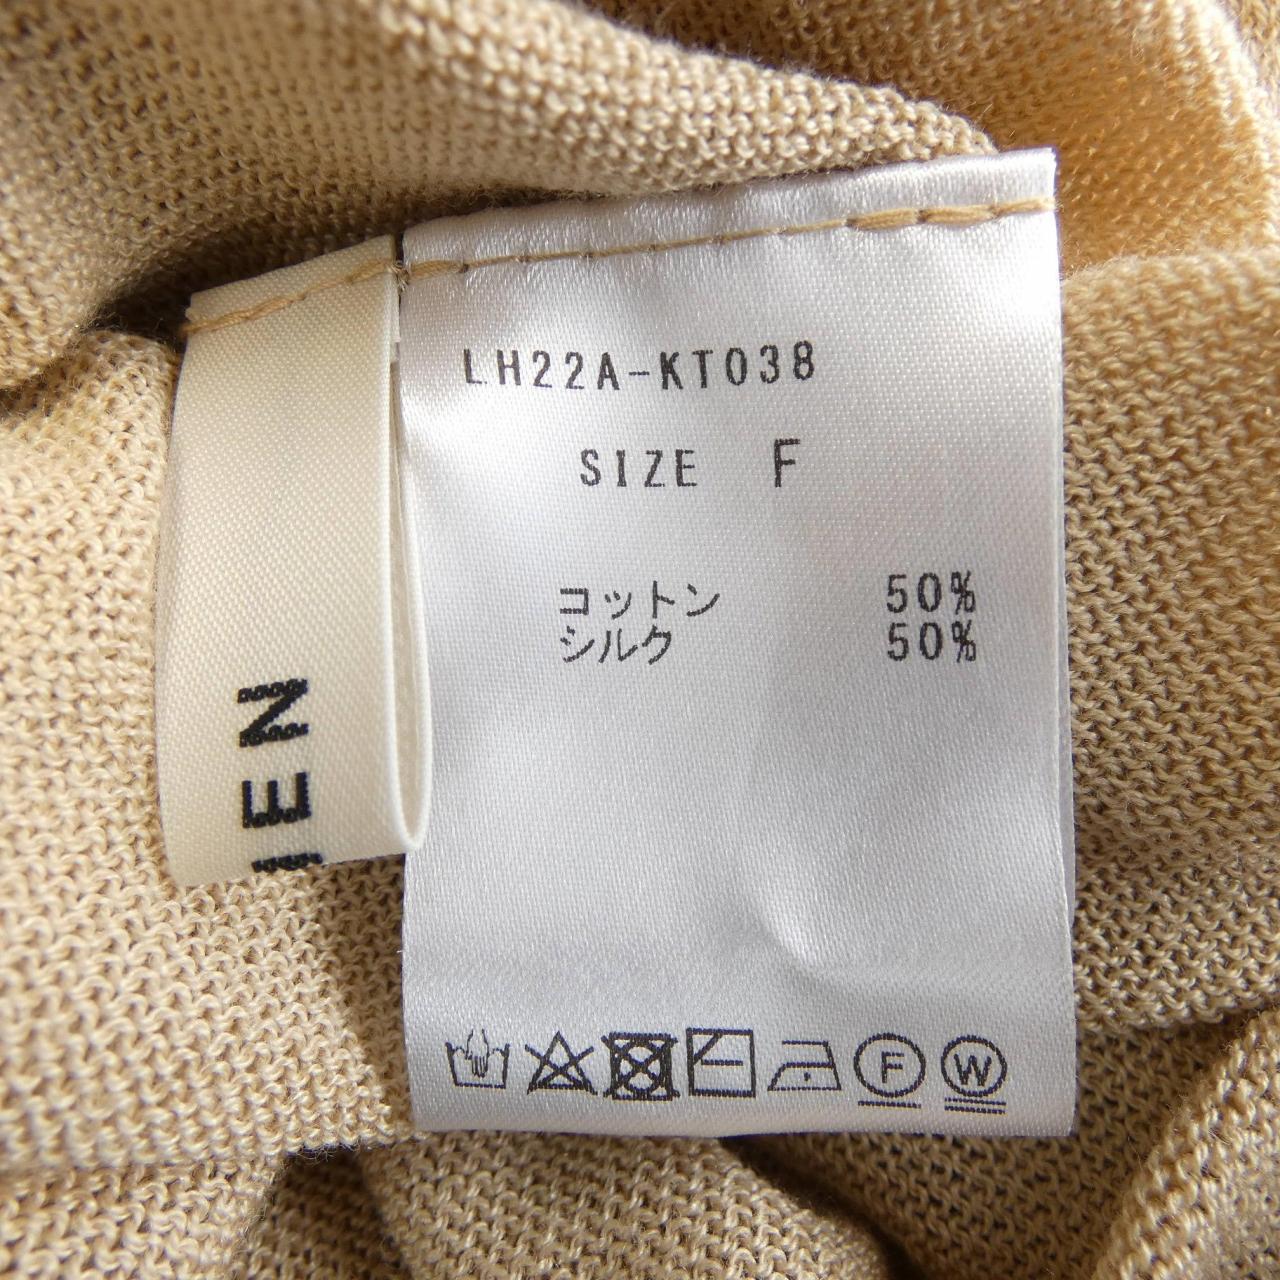 LH22A-KT038
SIZE F
コットン 50%
シルク 50%
F W
EN